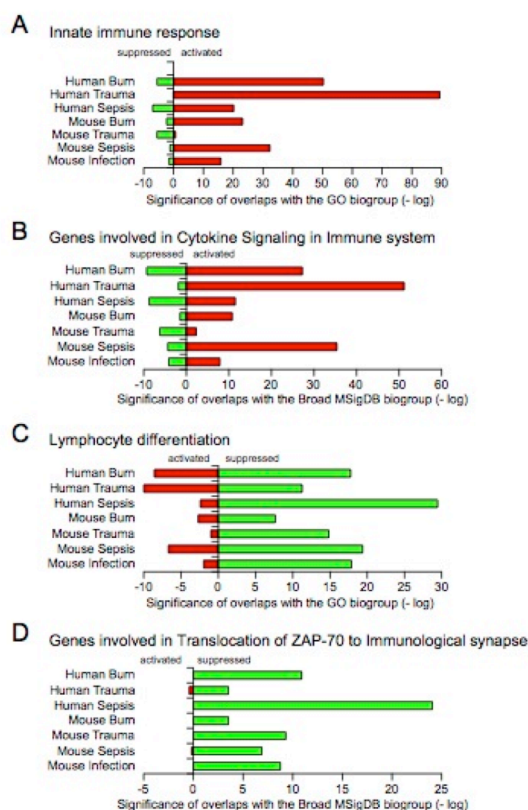 A
Innate immune response
suppressed activated
Human Burn
Human Trauma
Human Sepsis
Mouse Burn
Mouse Trauma
Mouse Sepsis
Mouse Infection
-10 0 10 20 30 40 50 60 70 80 90
Significance of overlaps with the GO biogroup (- log)
B
Genes involved in Cytokine Signaling in Immune system
suppressed activated
Human Burn
Human Trauma
Human Sepsis
Mouse Burn
Mouse Trauma
Mouse Sepsis
Mouse Infection
-10 0 10 20 30 40 50 60
Significance of overlaps with the Broad MSigDB biogroup (- log)
C
Lymphocyte differentiation
activated suppressed
Human Burn
Human Trauma
Human Sepsis
Mouse Burn
Mouse Trauma
Mouse Sepsis
Mouse Infection
-10 -5 0 5 10 15 20 25 30
Significance of overlaps with the GO biogroup (- log)
D
Genes involved in Translocation of ZAP-70 to Immunological synapse
activated suppressed
Human Burn
Human Trauma
Human Sepsis
Mouse Burn
Mouse Trauma
Mouse Sepsis
Mouse Infection
-5 0 5 10 15 20 25
Significance of overlaps with the Broad MSigDB biogroup (- log)